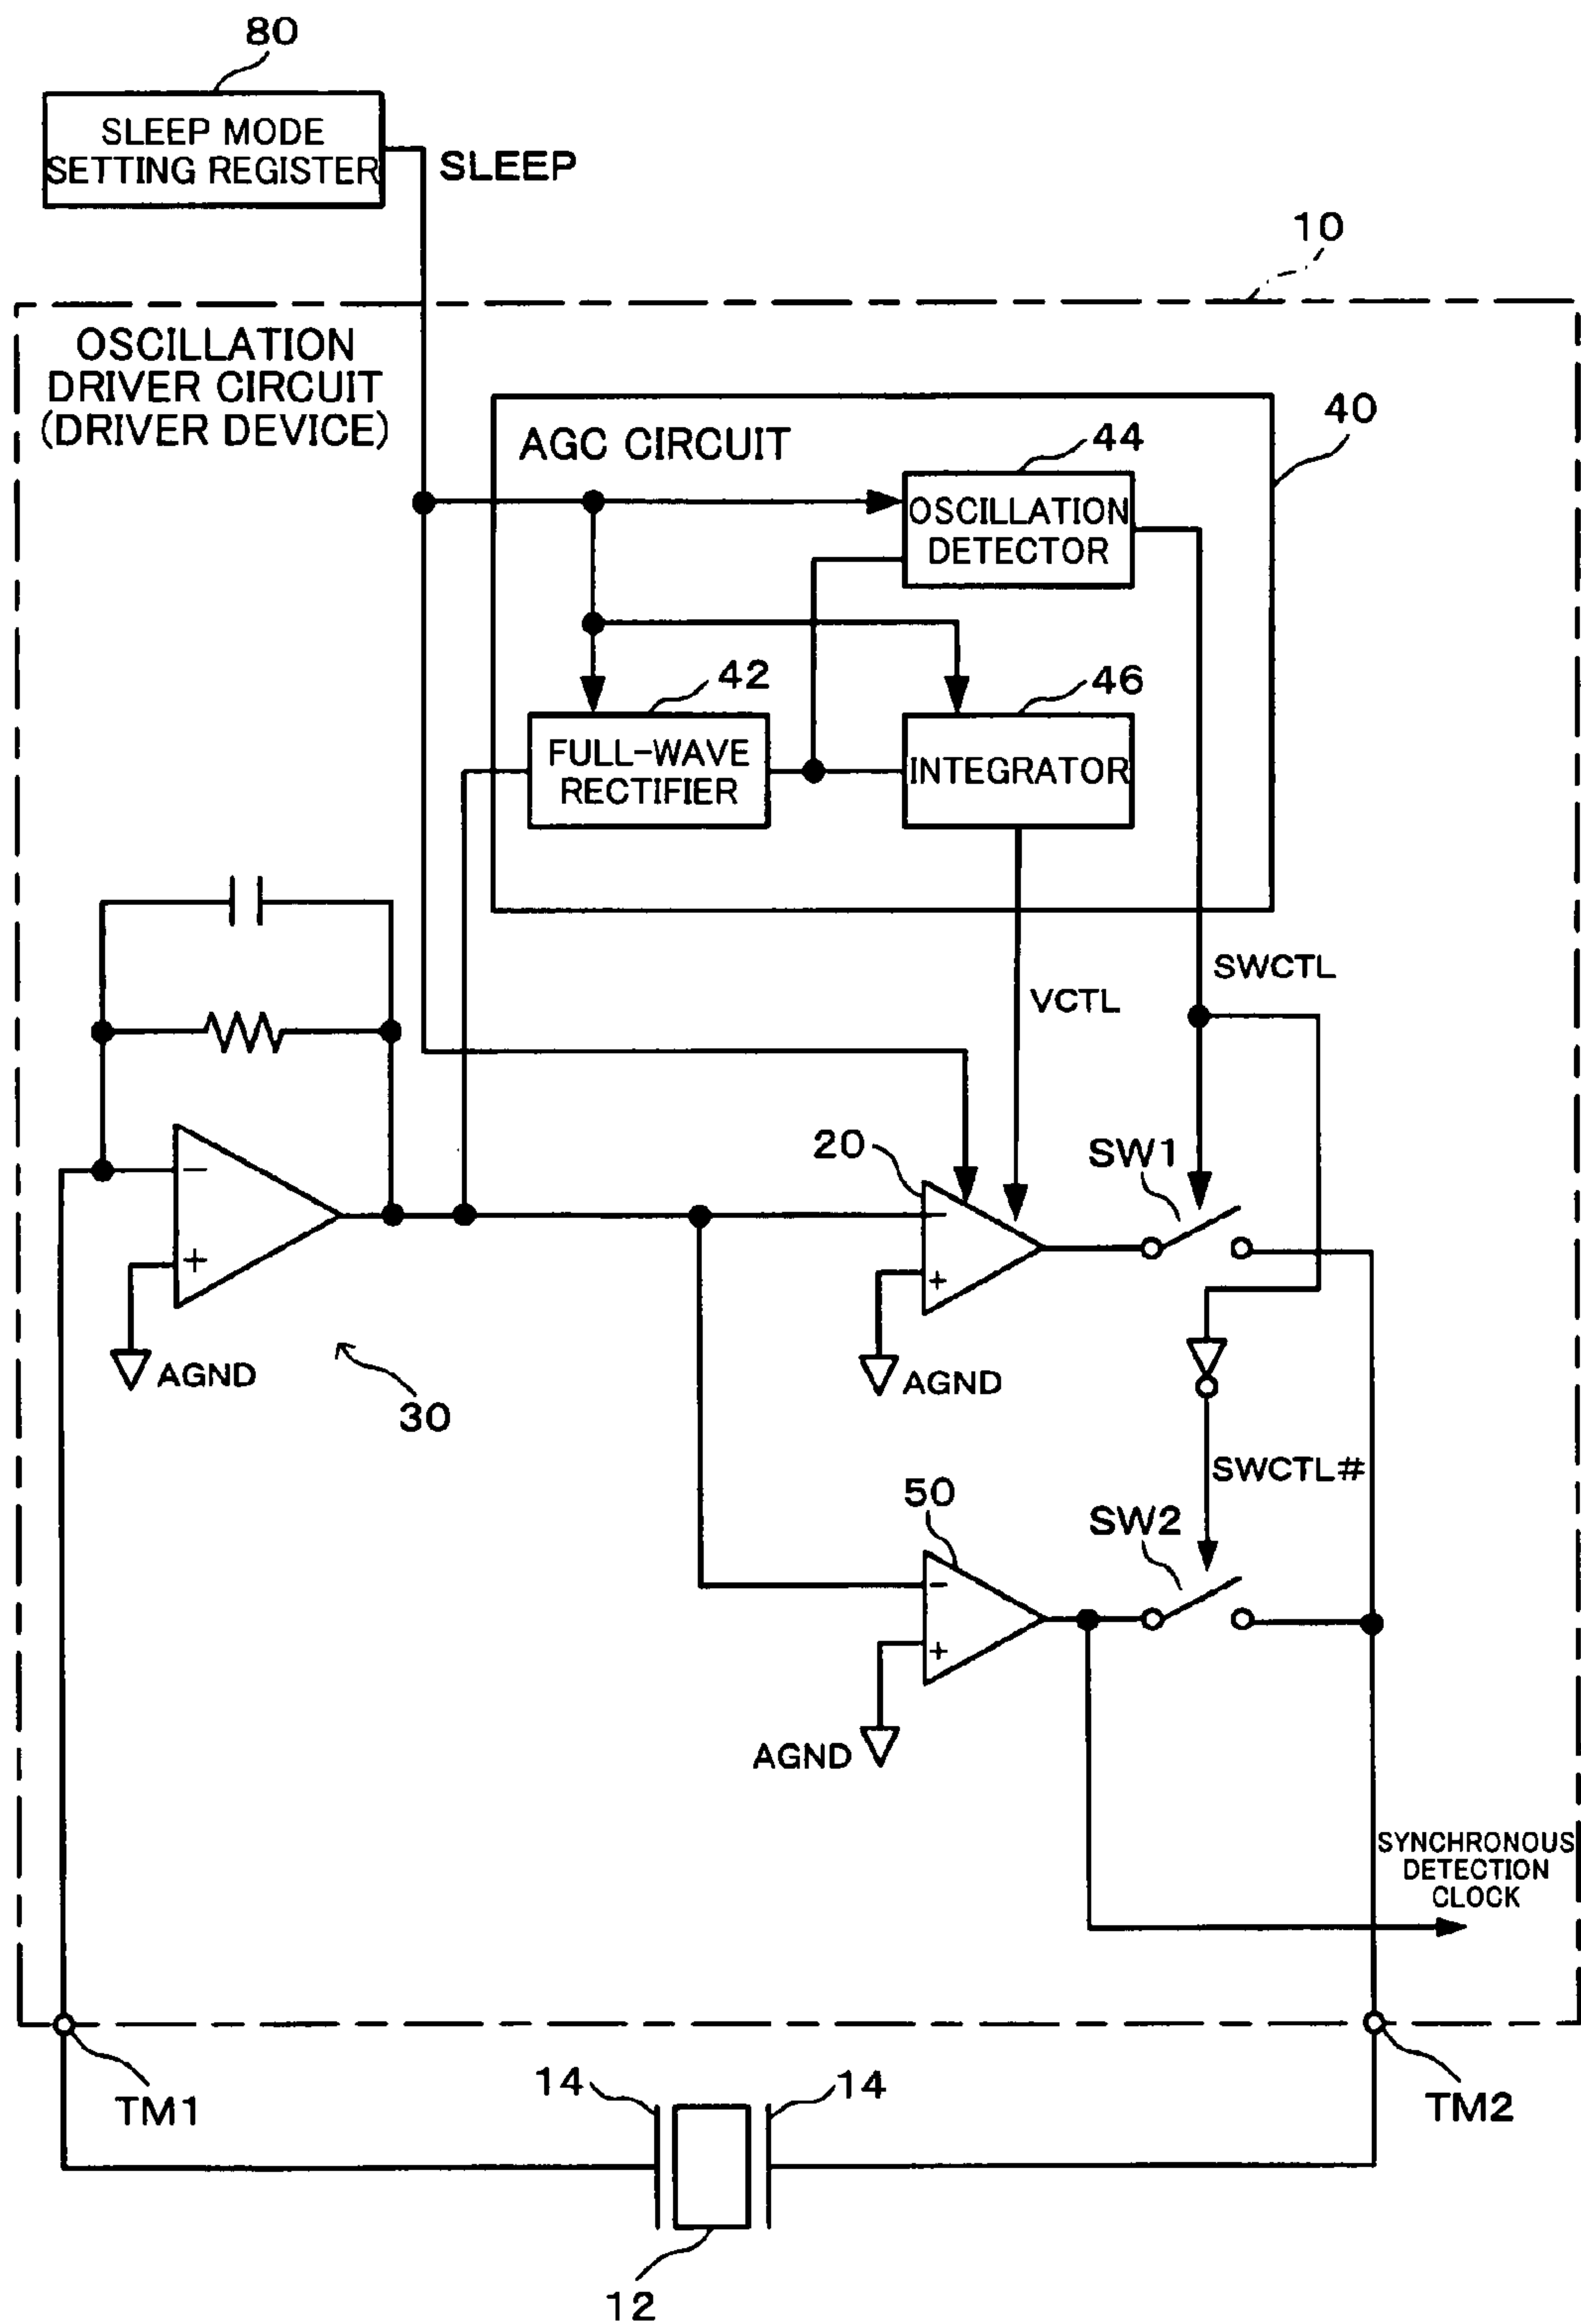 80
SLEEP MODE
SETTING REGISTER
SLEEP
10
OSCILLATION
DRIVER CIRCUIT
(DRIVER DEVICE)
40
AGC CIRCUIT
44
OSCILLATION
DETECTOR
42
46
FULL-WAVE
RECTIFIER
INTEGRATOR
SWCTL
VCTL
20
SW1
−
+
−
+
AGND
AGND
30
SWCTL#
50
SW2
−
+
AGND
SYNCHRONOUS
DETECTION
CLOCK
TM1
14
14
TM2
12